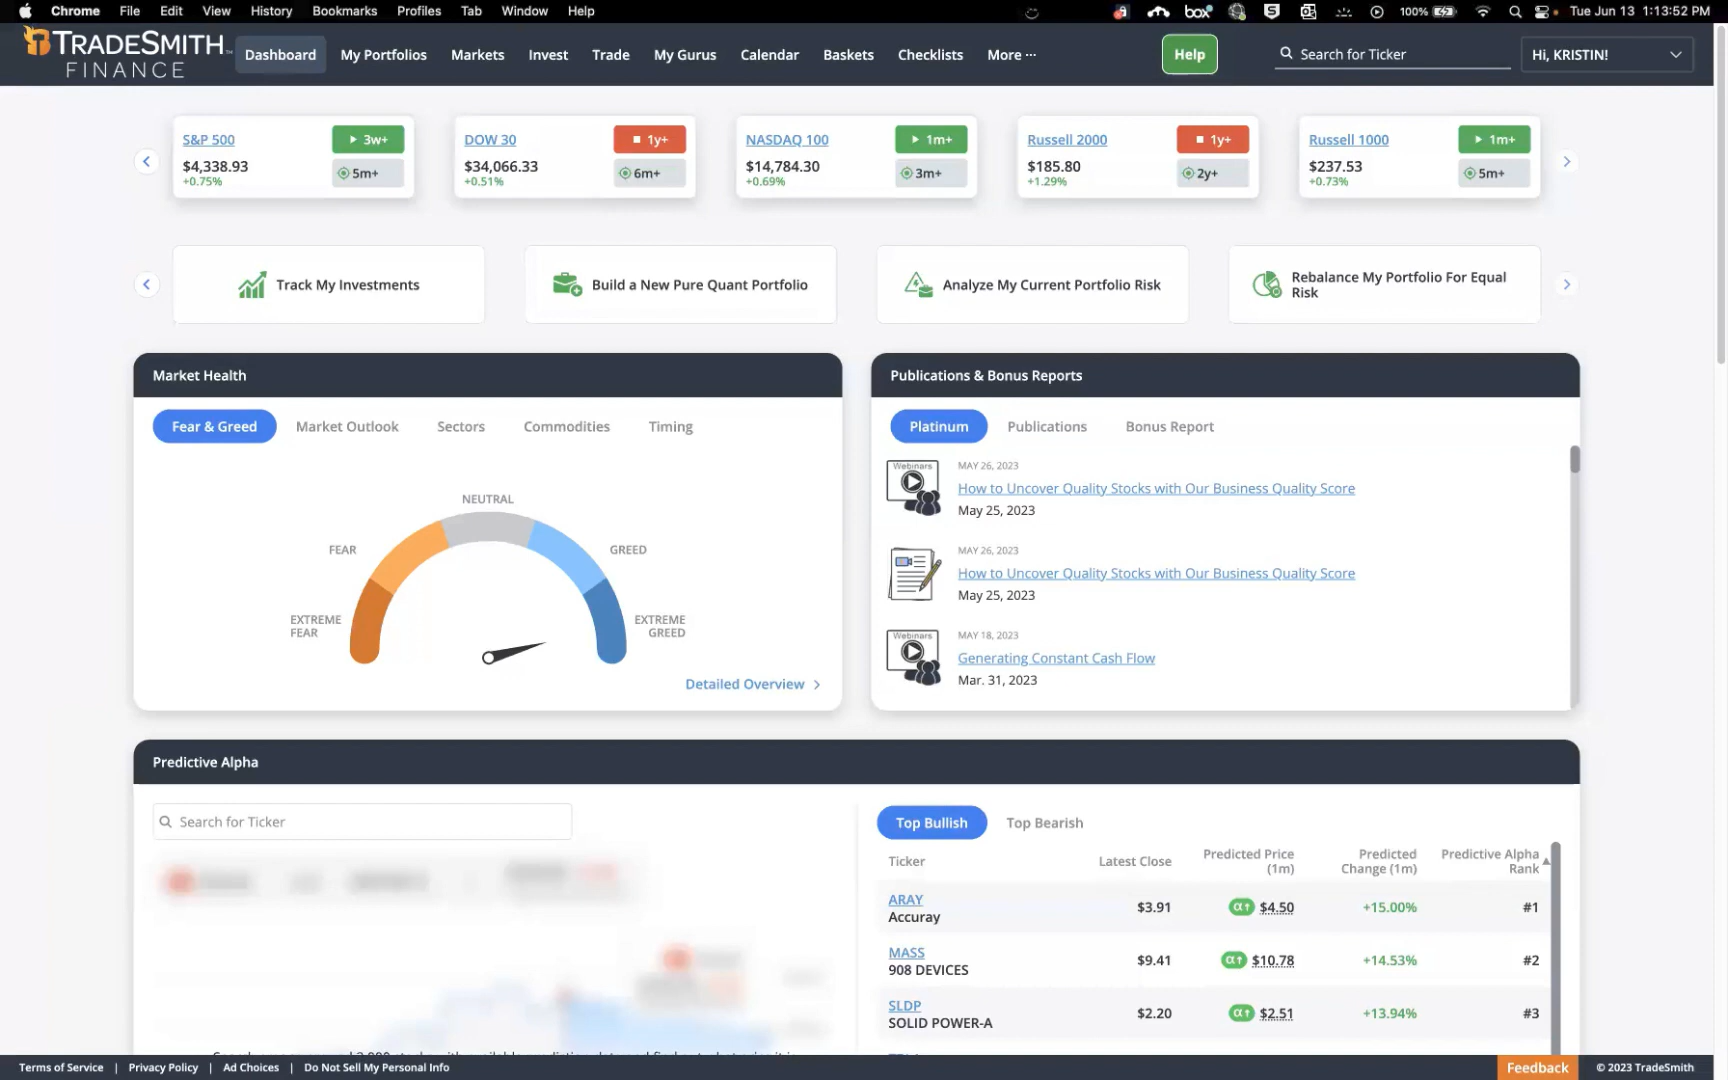 Chrome File Edit View History Bookmarks Profiles Tab Window Help box 100% Tue Jun 13 1:13:52 PM
TRADESMITH
FINANCE
Dashboard My Portfolios Markets Invest Trade My Gurus Calendar Baskets Checklists More ··· Help Search for Ticker Hi, KRISTIN!
S&P 500 3w+ DOW 30 1y+ NASDAQ 100 1m+ Russell 2000 1y+ Russell 1000 1m+
$4,338.93 5m+ $34,066.33 6m+ $14,784.30 3m+ $185.80 2y+ $237.53 5m+
+0.75% +0.51% +0.69% +1.29% +0.73%
Track My Investments
Build a New Pure Quant Portfolio
Analyze My Current Portfolio Risk
Rebalance My Portfolio For Equal
Risk
Market Health
Fear & Greed Market Outlook Sectors Commodities Timing
NEUTRAL
FEAR GREED
EXTREME
FEAR
EXTREME
GREED
Detailed Overview
Publications & Bonus Reports
Platinum Publications Bonus Report
Webinars
MAY 26, 2023
How to Uncover Quality Stocks with Our Business Quality Score
May 25, 2023
MAY 26, 2023
How to Uncover Quality Stocks with Our Business Quality Score
May 25, 2023
Webinars
MAY 18, 2023
Generating Constant Cash Flow
Mar. 31, 2023
Predictive Alpha
Search for Ticker
Top Bullish Top Bearish
Ticker Latest Close Predicted Price (1m) Predicted Change (1m) Predictive Alpha Rank
ARAY
Accuray $3.91 α↑ $4.50 +15.00% #1
MASS
908 DEVICES $9.41 α↑ $10.78 +14.53% #2
SLDP
SOLID POWER-A $2.20 α↑ $2.51 +13.94% #3
Terms of Service | Privacy Policy | Ad Choices | Do Not Sell My Personal Info Feedback © 2023 TradeSmith